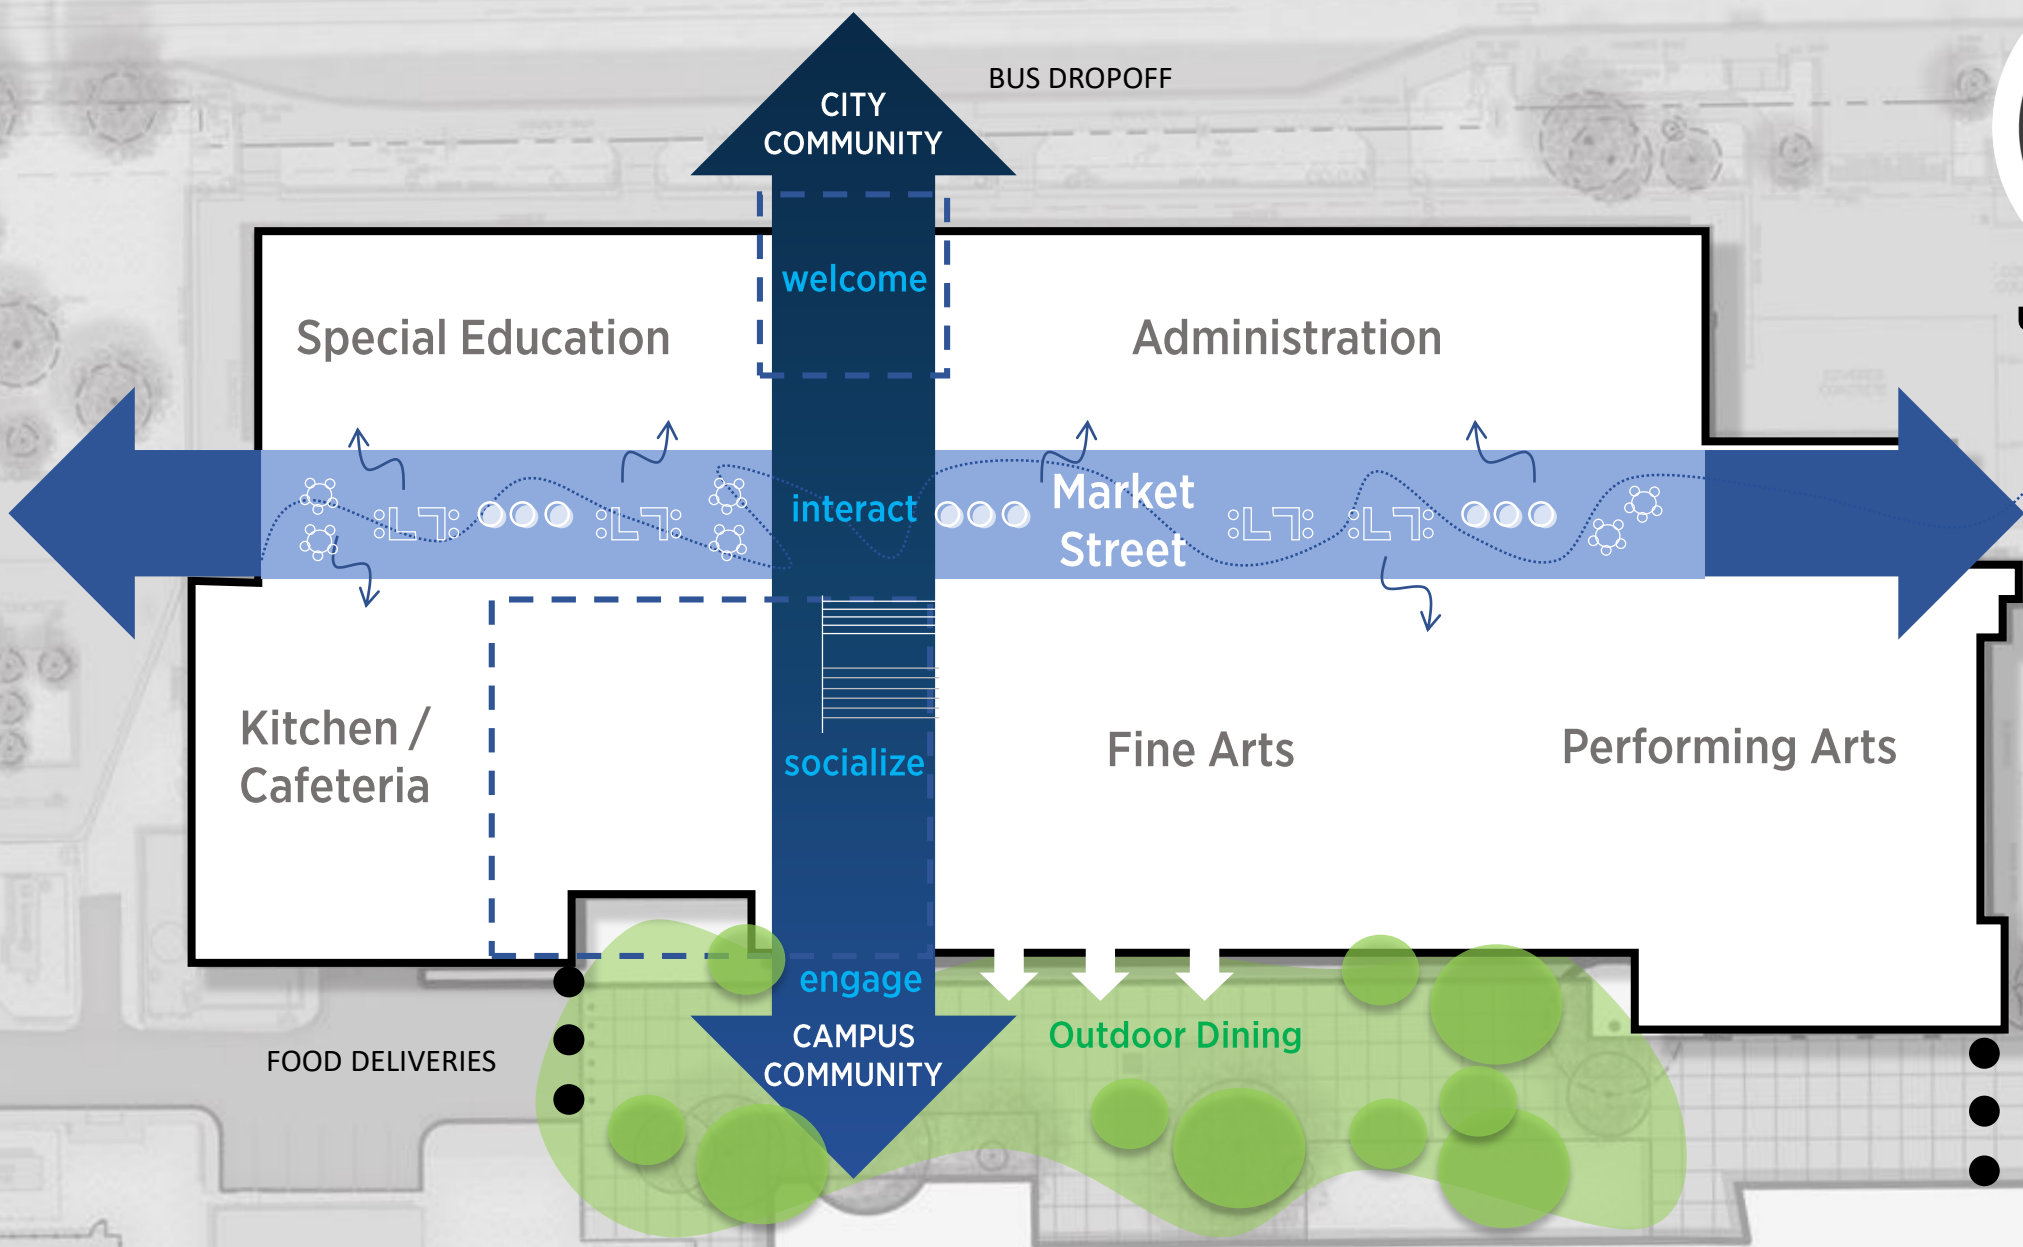 BUS DROPOFF
CITY
COMMUNITY
welcome
Special Education
Administration
interact
Market
Street
Kitchen /
Cafeteria
socialize
Fine Arts
Performing Arts
engage
Outdoor Dining
CAMPUS
COMMUNITY
FOOD DELIVERIES